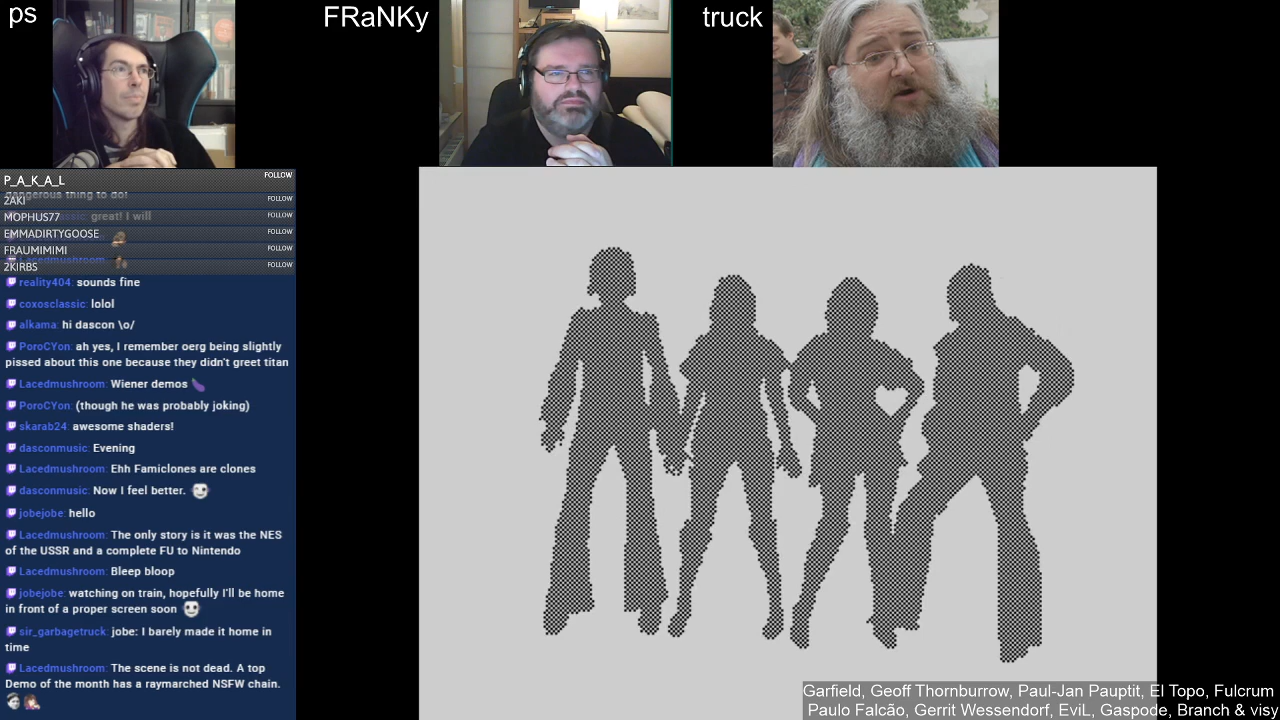 ps
FRaNKy
truck
P_A_K_A_L FOLLOW
dangerous thing to do!
ZAKI FOLLOW
MOPHUS77 FOLLOW
great! I will
EMMADIRTYGOOSE FOLLOW
FRAUMIMIMI FOLLOW
Lacedmushroom:
2KIRBS FOLLOW
reality404: sounds fine
coxosclassic: lolol
alkama: hi dascon \o/
PoroCYon: ah yes, I remember oerg being slightly
pissed about this one because they didn't greet titan
Lacedmushroom: Wiener demos
PoroCYon: (though he was probably joking)
skarab24: awesome shaders!
dasconmusic: Evening
Lacedmushroom: Ehh Famiclones are clones
dasconmusic: Now I feel better.
jobejobe: hello
Lacedmushroom: The only story is it was the NES
of the USSR and a complete FU to Nintendo
Lacedmushroom: Bleep bloop
jobejobe: watching on train, hopefully I'll be home
in front of a proper screen soon
sir_garbagetruck: jobe: I barely made it home in
time
Lacedmushroom: The scene is not dead. A top
Demo of the month has a raymarched NSFW chain.
Garfield, Geoff Thornburrow, Paul-Jan Pauptit, El Topo, Fulcrum
Paulo Falcão, Gerrit Wessendorf, EviL, Gaspode, Branch & visy